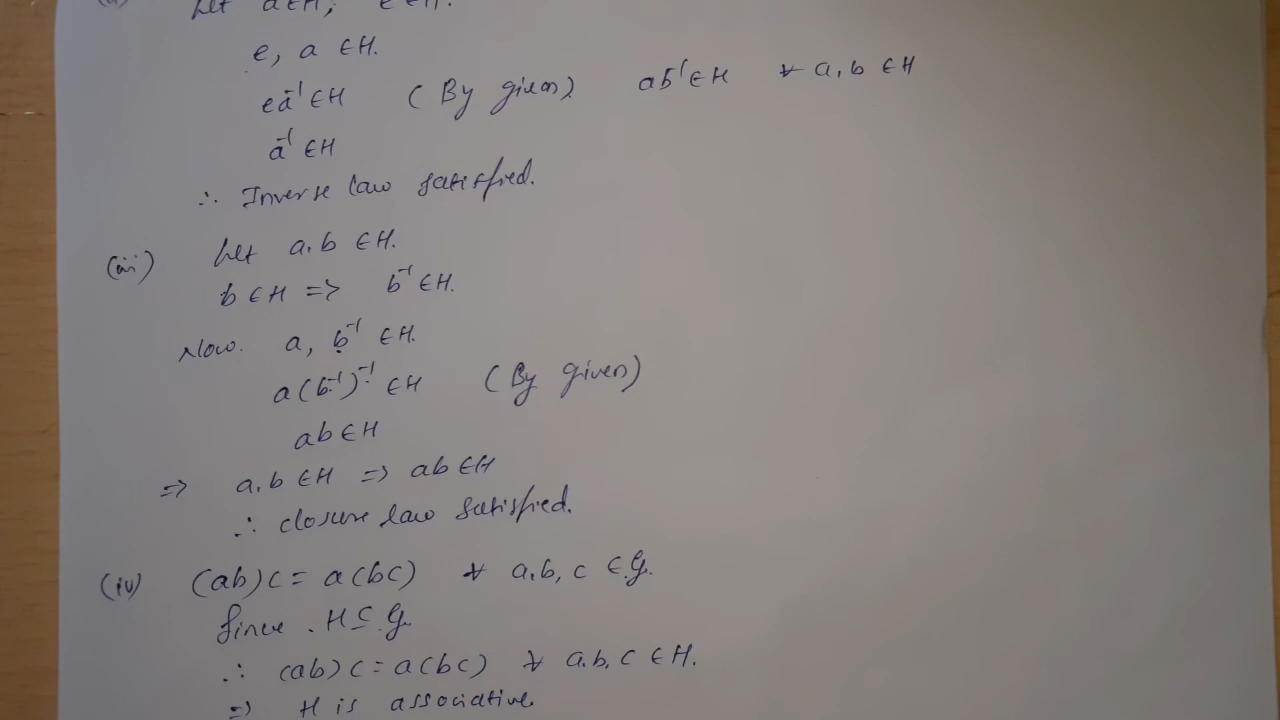 Let a∈H, e∈H.
e, a ∈H.
ea⁻¹∈H (By given) ab⁻¹∈H ∀ a,b ∈H
a⁻¹ ∈H
∴ Inverse law satisfied.
(iii) Let a,b ∈H.
b∈H => b⁻¹∈H.
Now. a, b⁻¹ ∈H.
a(b⁻¹)⁻¹ ∈H (By given)
ab∈H
=> a,b∈H => ab∈H
∴ closure law satisfied.
(iv) (ab)c = a(bc) ∀ a,b,c ∈G.
Since H⊆G.
∴ (ab)c = a(bc) ∀ a,b,c ∈H.
=> H is associative.